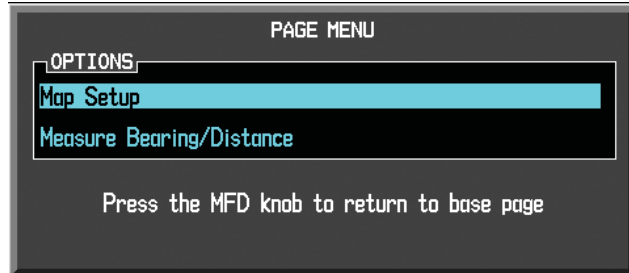 PAGE MENU
OPTIONS
Map Setup
Measure Bearing/Distance
Press the MFD knob to return to base page